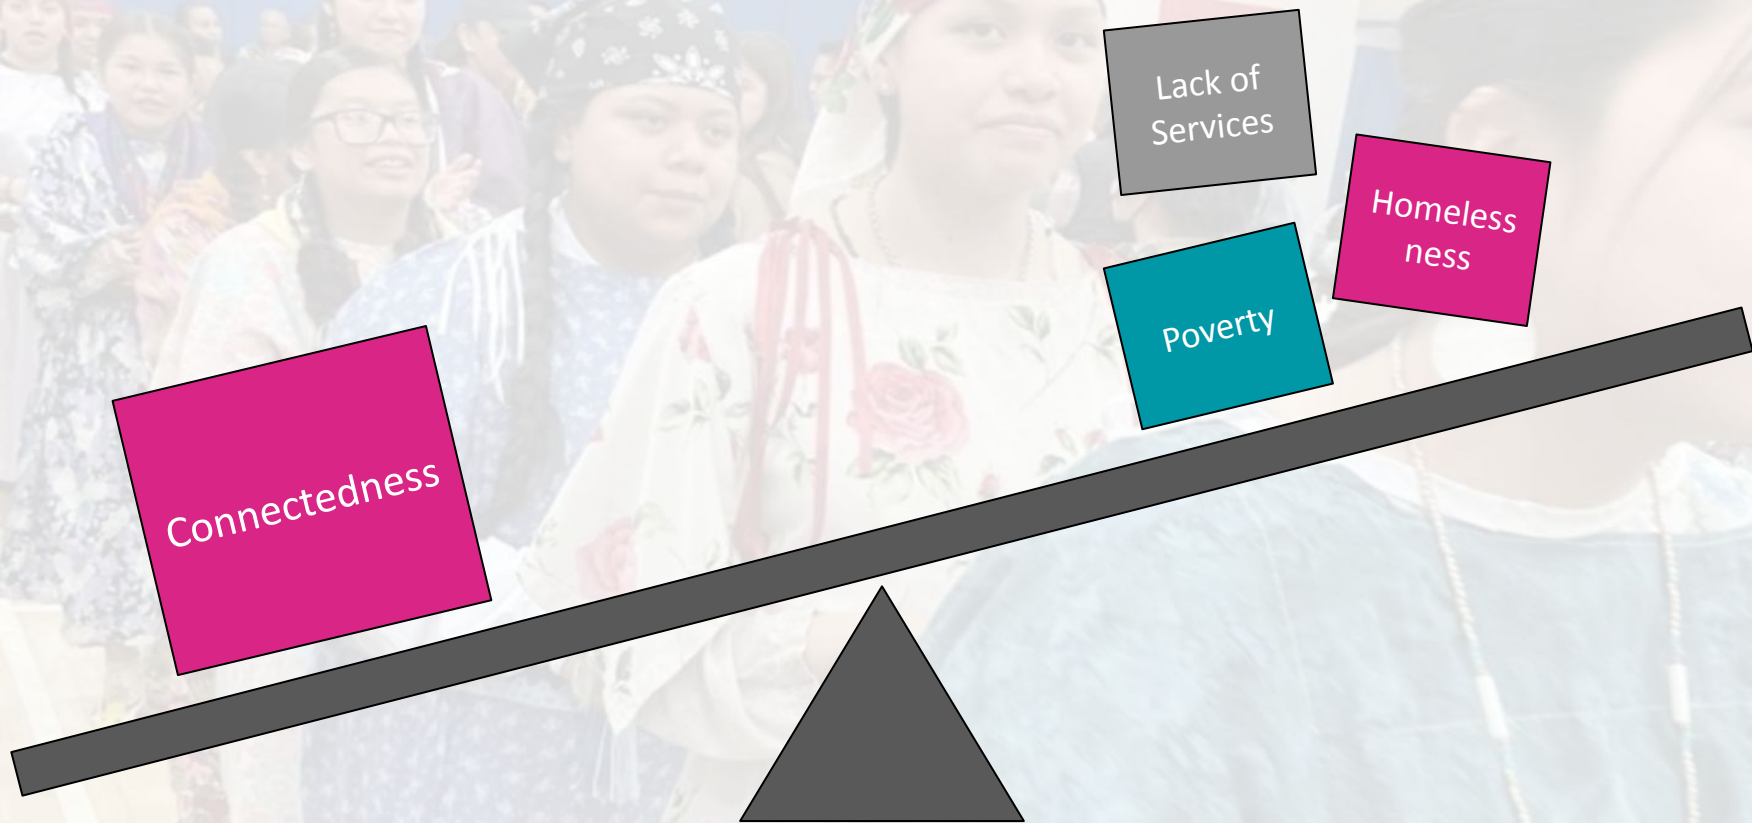 Lack of
Services
Homeless
ness
Poverty
Connectedness